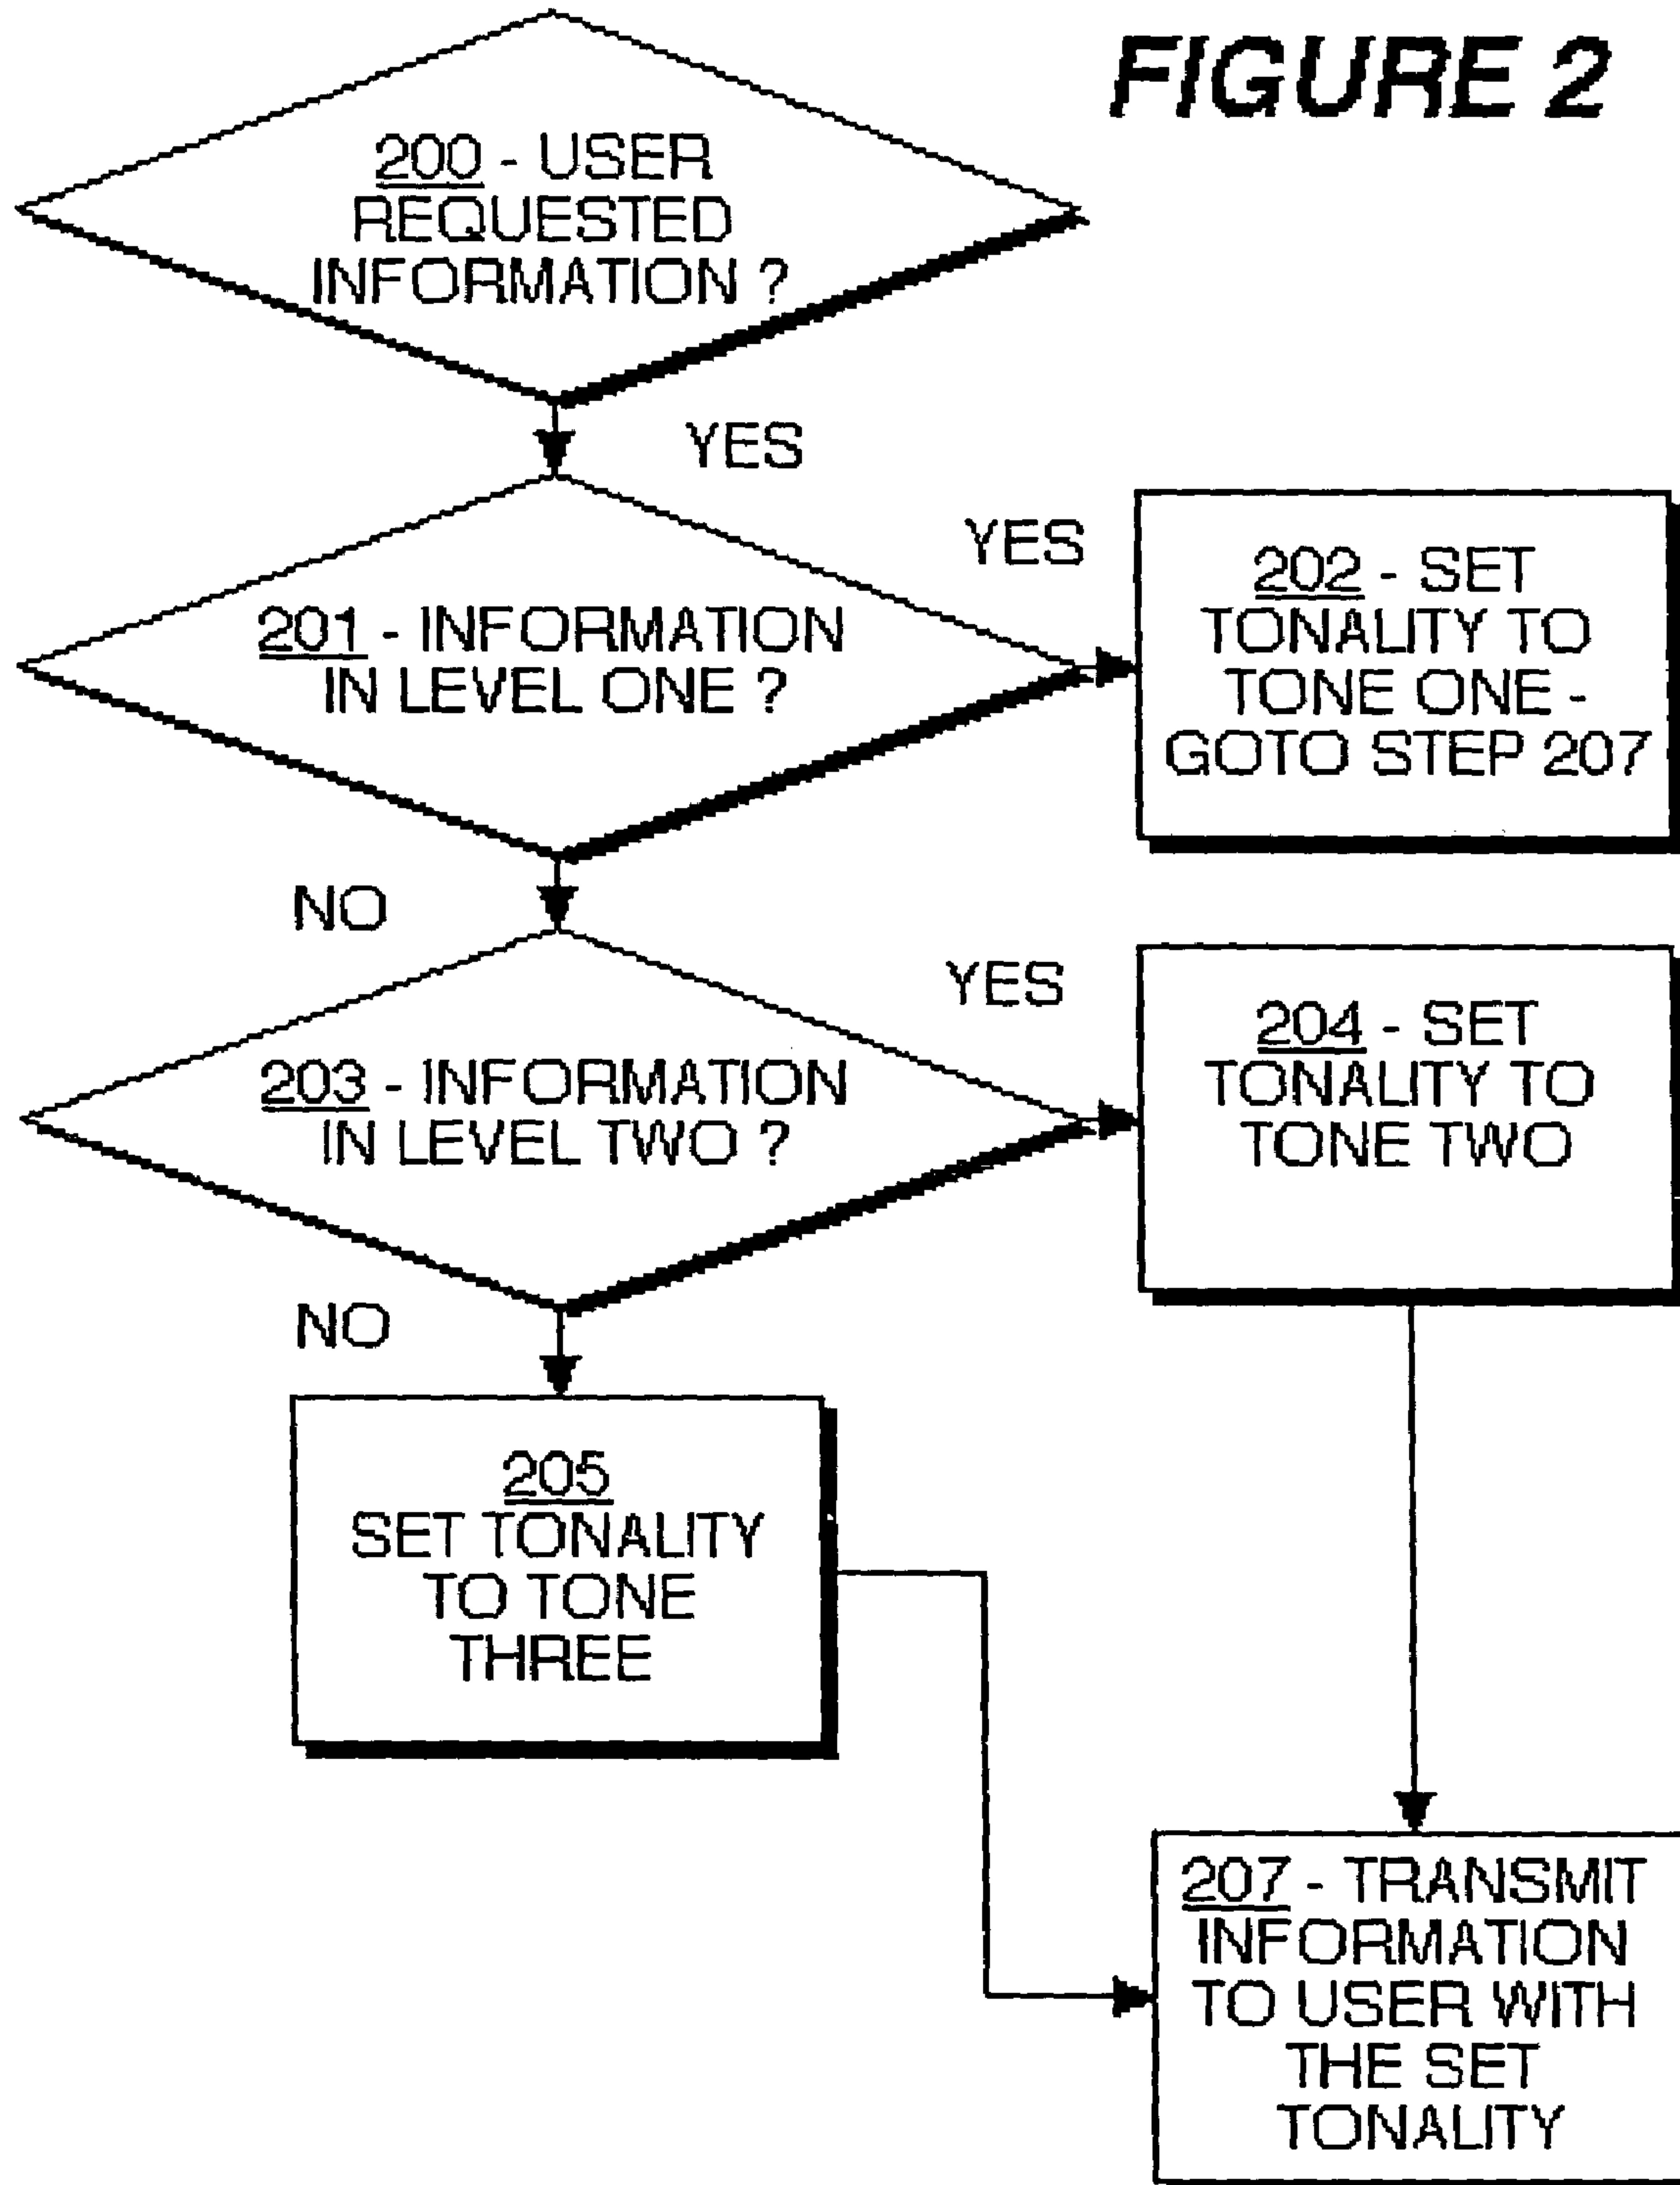 FIGURE 2
200 - USER
REQUESTED
INFORMATION ?
YES
201 - INFORMATION
IN LEVEL ONE ?
YES
202 - SET
TONALITY TO
TONE ONE -
GOTO STEP 207
NO
203 - INFORMATION
IN LEVEL TWO ?
YES
204 - SET
TONALITY TO
TONE TWO
NO
205
SET TONALITY
TO TONE
THREE
207 - TRANSMIT
INFORMATION
TO USER WITH
THE SET
TONALITY